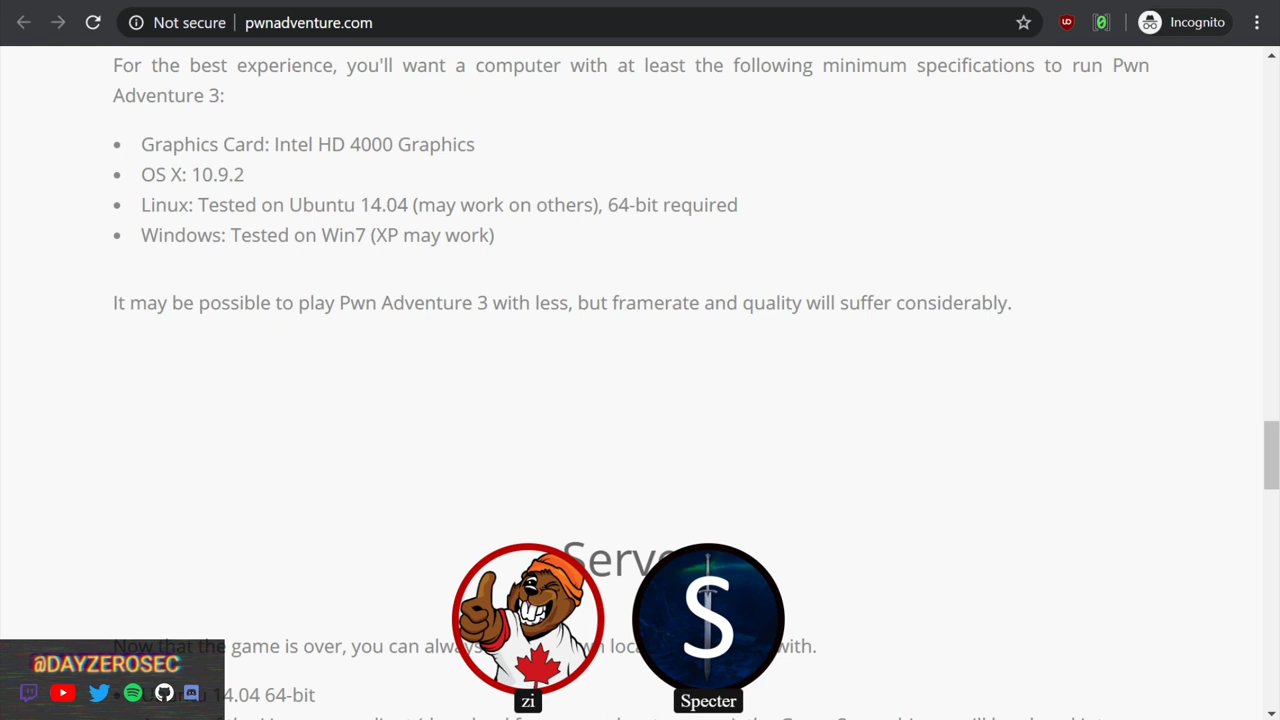 Not secure
pwnadventure.com
Incognito
For the best experience, you'll want a computer with at least the following minimum specifications to run Pwn
Adventure 3:
• Graphics Card: Intel HD 4000 Graphics
• OS X: 10.9.2
• Linux: Tested on Ubuntu 14.04 (may work on others), 64-bit required
• Windows: Tested on Win7 (XP may work)
It may be possible to play Pwn Adventure 3 with less, but framerate and quality will suffer considerably.
Now that the game is over, you can always with.
@DAYZEROSEC
14.04 64-bit
S
zi
Specter